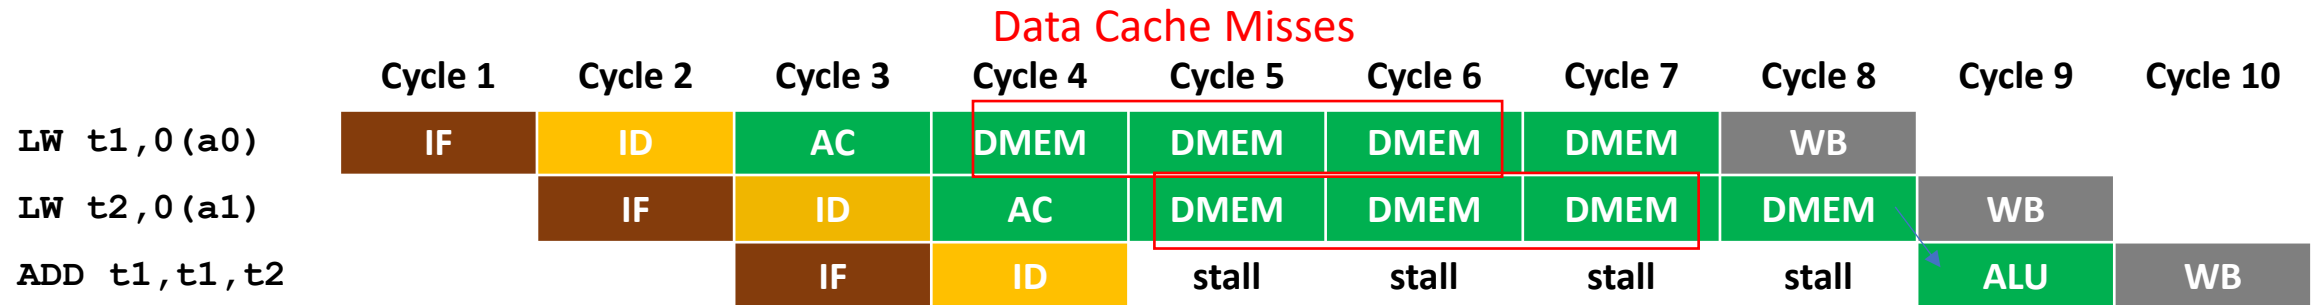 Data Cache Misses
Cycle 1 Cycle 2 Cycle 3 Cycle 4 Cycle 5 Cycle 6 Cycle 7 Cycle 8 Cycle 9 Cycle 10
LW t1,0(a0) IF ID AC DMEM DMEM DMEM DMEM WB
LW t2,0(a1) IF ID AC DMEM DMEM DMEM DMEM WB
ADD t1,t1,t2 IF ID stall stall stall stall ALU WB